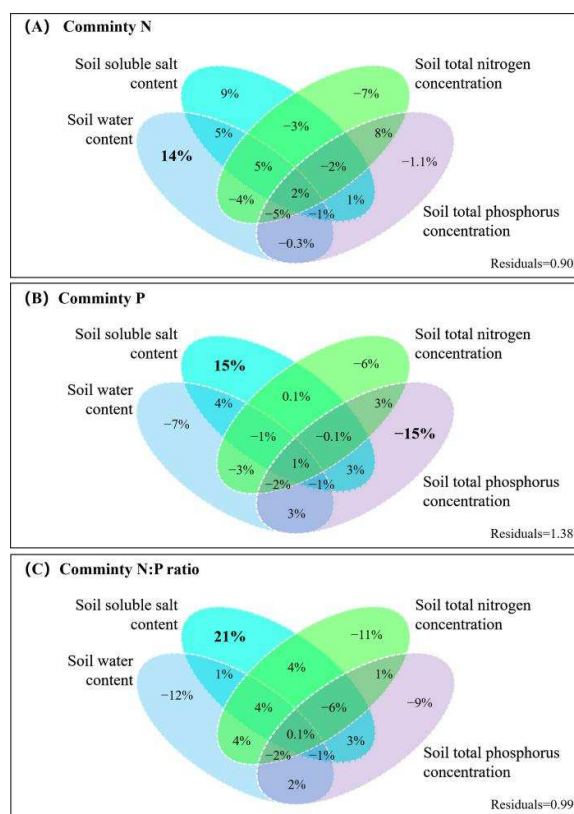 (A) Comminty N
Soil soluble salt
content
Soil total nitrogen
concentration
9%
−7%
Soil water
content
5%
−3%
8%
14%
5%
−2%
−1.1%
−4%
2%
1%
−5%
−1%
−0.3%
Soil total phosphorus
concentration
Residuals=0.90
(B) Comminty P
Soil soluble salt
content
Soil total nitrogen
concentration
15%
−6%
Soil water
content
4%
0.1%
3%
−7%
−1%
−0.1%
−15%
−3%
1%
3%
−2%
−1%
3%
Soil total phosphorus
concentration
Residuals=1.38
(C) Comminty N:P ratio
Soil soluble salt
content
Soil total nitrogen
concentration
21%
−11%
Soil water
content
1%
4%
1%
−12%
4%
−6%
−9%
4%
0.1%
3%
−2%
−1%
2%
Soil total phosphorus
concentration
Residuals=0.99